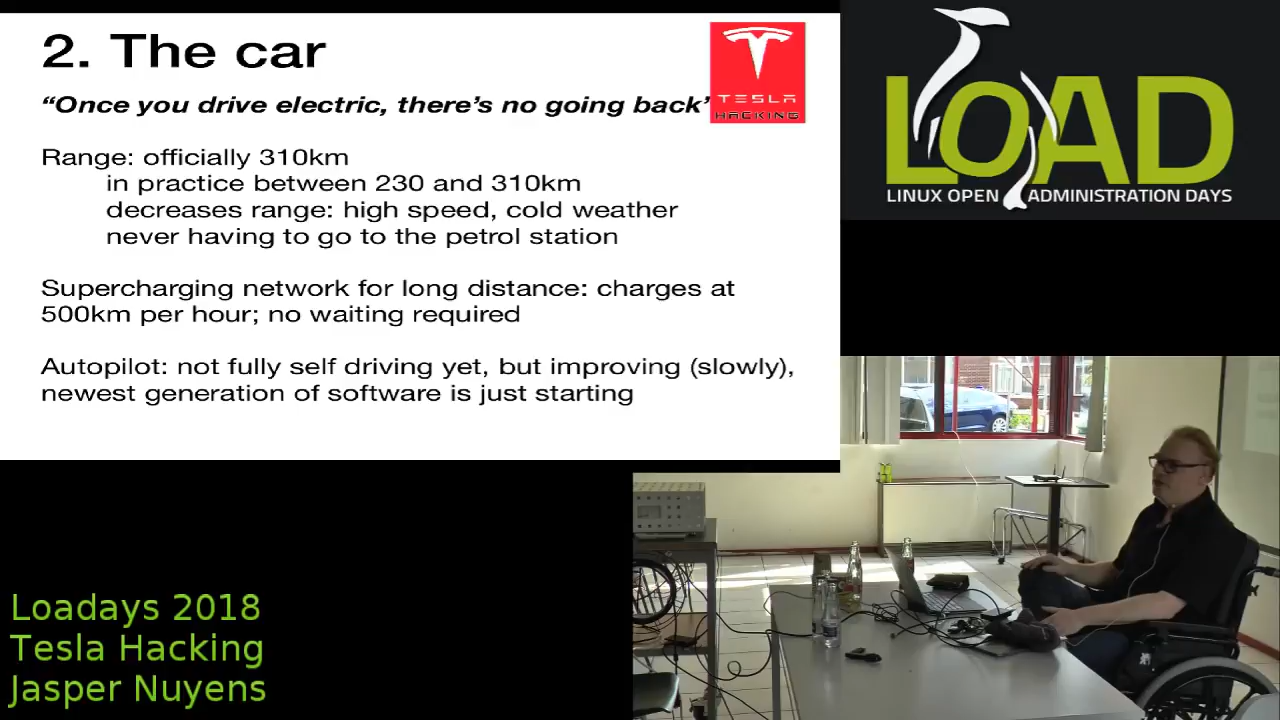 2. The car
TESLA
HACKING
“Once you drive electric, there’s no going back’
Range: officially 310km
in practice between 230 and 310km
decreases range: high speed, cold weather
never having to go to the petrol station
Supercharging network for long distance: charges at
500km per hour; no waiting required
Autopilot: not fully self driving yet, but improving (slowly),
newest generation of software is just starting
LOAD
LINUX OPEN ADMINISTRATION DAYS
Loadays 2018
Tesla Hacking
Jasper Nuyens